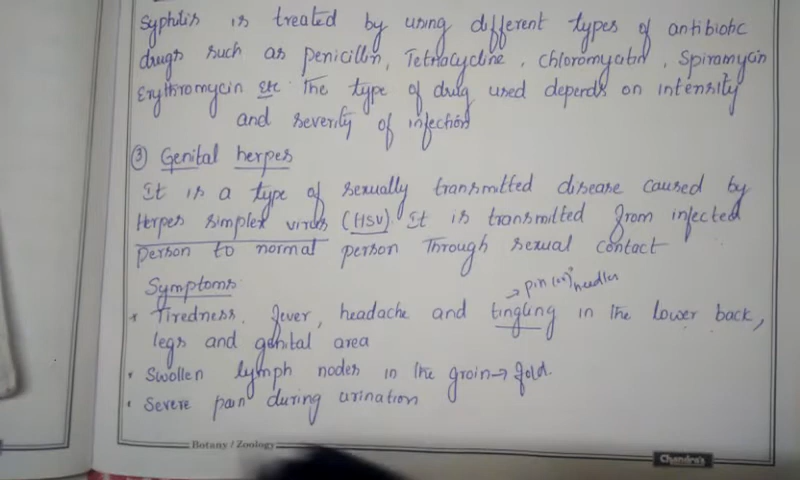 Syphilis is treated by using different types of antibiotic
drugs such as penicillin, Tetracycline, Chloromycetin, Spiramycin
Erythromycin Etc The type of drug used depends on intensity
and severity of infection
③ Genital herpes
It is a type of sexually transmitted disease caused by
Herpes simplex virus (HSV). It is transmitted from infected
person to normal person through sexual contact
Symptoms
→ pin (or) needles
* Tiredness, fever, headache and tingling in the lower back,
legs and genital area
* Swollen lymph nodes in the groin → fold.
* Severe pain during urination
Botany / Zoology
Chandra's